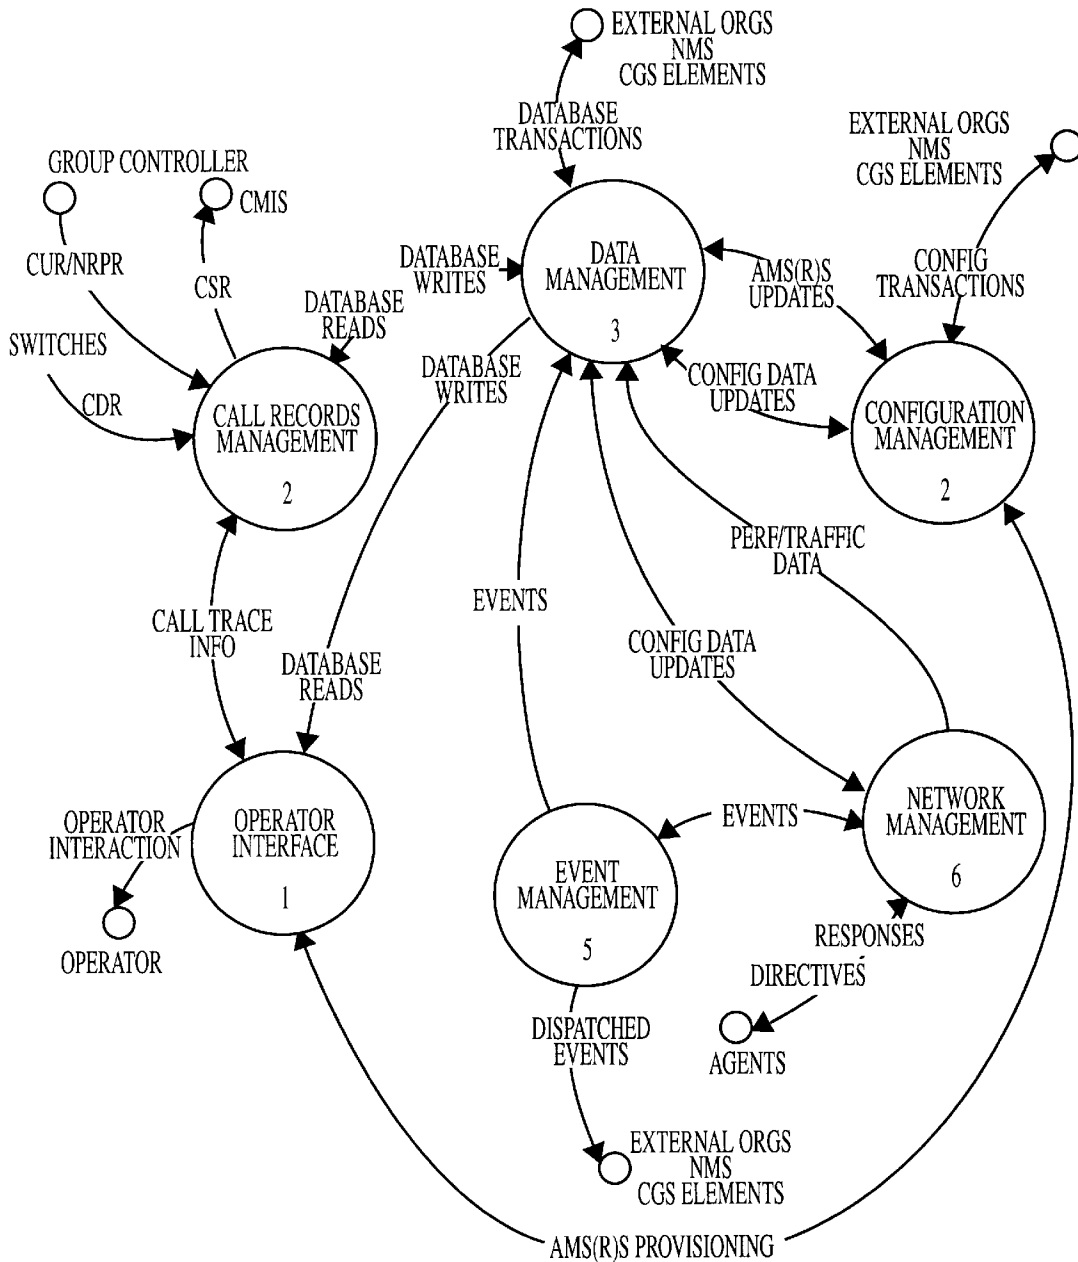 EXTERNAL ORGS
NMS
CGS ELEMENTS
DATABASE
TRANSACTIONS
EXTERNAL ORGS
NMS
CGS ELEMENTS
GROUP CONTROLLER
CMIS
CUR/NRPR
CSR
DATABASE
WRITES
DATA
MANAGEMENT
3
AMS(R)S
UPDATES
CONFIG
TRANSACTIONS
DATABASE
READS
SWITCHES
CDR
DATABASE
WRITES
CONFIG DATA
UPDATES
CALL RECORDS
MANAGEMENT
2
CONFIGURATION
MANAGEMENT
2
PERF/TRAFFIC
DATA
EVENTS
CALL TRACE
INFO
CONFIG DATA
UPDATES
DATABASE
READS
OPERATOR
INTERACTION
OPERATOR
INTERFACE
1
EVENTS
NETWORK
MANAGEMENT
6
EVENT
MANAGEMENT
5
OPERATOR
RESPONSES
DIRECTIVES
DISPATCHED
EVENTS
AGENTS
EXTERNAL ORGS
NMS
CGS ELEMENTS
AMS(R)S PROVISIONING